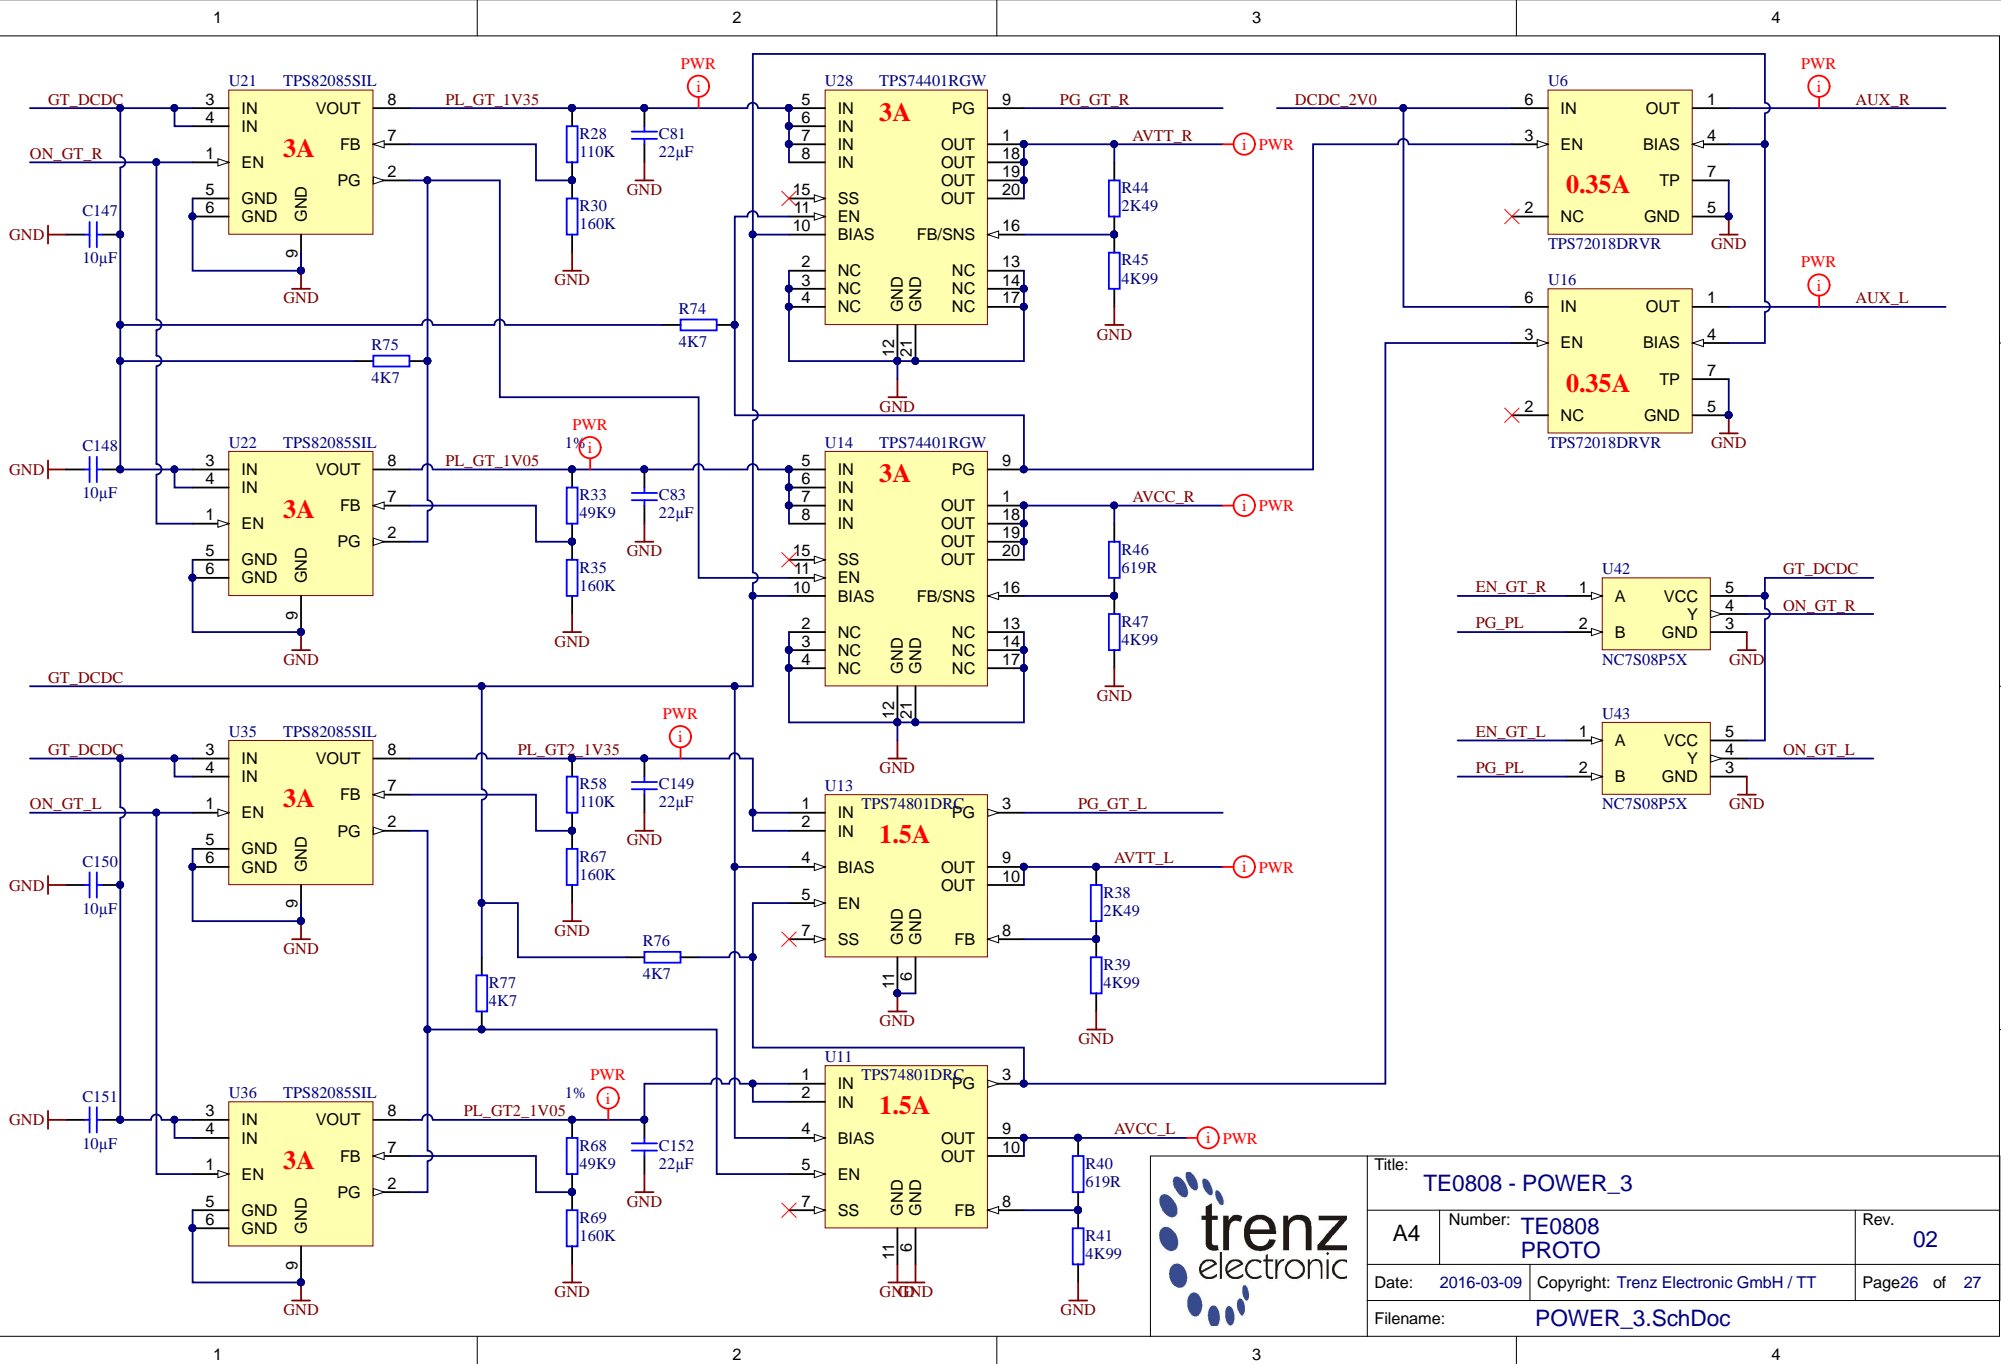 1 2 3 4
U21 TPS82085SIL
GT_DCDC
3 IN VOUT 8 PL_GT_1V35
4 IN
3A
FB 7
ON_GT_R
1 EN
PG 2
5 GND
6 GND
GND
9
GND
C147
10µF
GND
R28
110K
R30
160K
GND
C81
22µF
GND
PWR
R74
4K7
R75
4K7
U28 TPS74401RGW
5 IN PG 9 PG_GT_R
6 IN
7 IN OUT 1 AVTT_R
8 IN OUT 18
OUT 19
OUT 20
3A
15 SS
11 EN
10 BIAS FB/SNS 16
2 NC NC 13
3 NC NC 14
4 NC NC 17
GND GND
12 21
GND
PWR
R44
2K49
R45
4K99
GND
DCDC_2V0
U6
6 IN OUT 1 AUX_R
3 EN BIAS 4
0.35A
TP 7
2 NC GND 5
TPS72018DRVR
GND
PWR
U16
6 IN OUT 1 AUX_L
3 EN BIAS 4
0.35A
TP 7
2 NC GND 5
TPS72018DRVR
GND
PWR
U22 TPS82085SIL
3 IN VOUT 8 PL_GT_1V05
4 IN
3A
FB 7
1 EN
PG 2
5 GND
6 GND
GND
9
GND
C148
10µF
GND
1%
PWR
R33
49K9
R35
160K
GND
C83
22µF
GND
U14 TPS74401RGW
5 IN PG 9
6 IN
7 IN OUT 1 AVCC_R
8 IN OUT 18
OUT 19
OUT 20
3A
15 SS
11 EN
10 BIAS FB/SNS 16
2 NC NC 13
3 NC NC 14
4 NC NC 17
GND GND
12 21
GND
PWR
R46
619R
R47
4K99
GND
U42
EN_GT_R 1 A VCC 5 GT_DCDC
Y 4 ON_GT_R
PG_PL 2 B GND 3
NC7S08P5X
GND
U43
EN_GT_L 1 A VCC 5
Y 4 ON_GT_L
PG_PL 2 B GND 3
NC7S08P5X
GND
GT_DCDC
U35 TPS82085SIL
GT_DCDC
3 IN VOUT 8 PL_GT2_1V35
4 IN
3A
FB 7
ON_GT_L
1 EN
PG 2
5 GND
6 GND
GND
9
GND
C150
10µF
GND
PWR
R58
110K
R67
160K
GND
C149
22µF
GND
R76
4K7
R77
4K7
U13
TPS74801DRC
1 IN PG 3 PG_GT_L
2 IN
1.5A
4 BIAS OUT 9 AVTT_L
OUT 10
5 EN
7 SS FB 8
GND GND
11 6
GND
PWR
R38
2K49
R39
4K99
GND
U36 TPS82085SIL
3 IN VOUT 8 PL_GT2_1V05
4 IN
3A
FB 7
1 EN
PG 2
5 GND
6 GND
GND
9
GND
C151
10µF
GND
1%
PWR
R68
49K9
R69
160K
GND
C152
22µF
GND
U11
TPS74801DRC
1 IN PG 3
2 IN
1.5A
4 BIAS OUT 9 AVCC_L
OUT 10
5 EN
7 SS FB 8
GND GND
11 6
GND GND
PWR
R40
619R
R41
4K99
GND
trenz
electronic
Title:
TE0808 - POWER_3
A4 Number: TE0808 Rev. 02
PROTO
Date: 2016-03-09 Copyright: Trenz Electronic GmbH / TT Page26 of 27
Filename: POWER_3.SchDoc
1 2 3 4